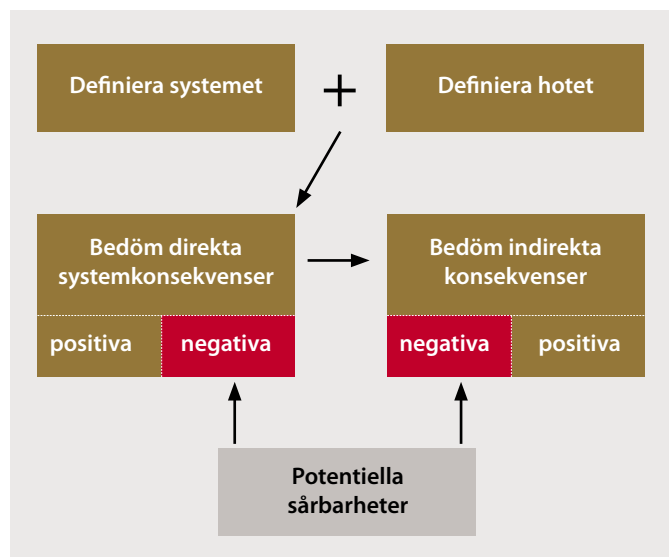 Definiera systemet
+
Definiera hotet
Bedöm direkta
systemkonsekvenser
positiva
negativa
Bedöm indirekta
konsekvenser
negativa
positiva
Potentiella
sårbarheter